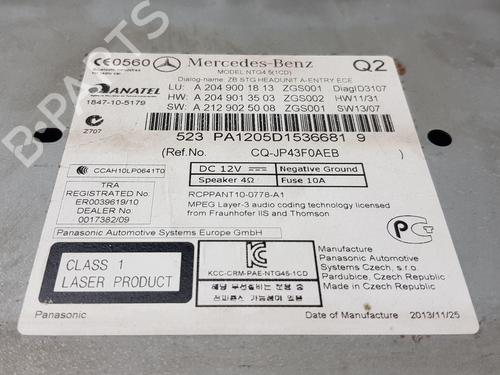 CE0560 Mercedes-Benz Q2
MODEL NTG4.5(1CD)
Dialog-name: ZB STG HEADUNIT A-ENTRY ECE
ANATEL
1847-10-5179
LU: A 204 900 18 13 ZGS001 DiagID3107
HW: A 204 901 35 03 ZGS002 HW11/31
SW: A 212 902 50 08 ZGS001 SW13/07
Z707
523 PA1205D1536681 9
(Ref.No. CQ-JP43F0AEB )
CCAH10LP0641T0
DC 12V Negative Ground
Speaker 4Ω Fuse 10A
TRA
REGISTRATED No.
ER0039619/10
DEALER No
0017382/09
RCPPANT10-0778-A1
MPEG Layer-3 audio coding technology licensed
from Fraunhofer IIS and Thomson
Panasonic Automotive Systems Europe GmbH
CLASS 1
LASER PRODUCT
KCC-CRM-PAE-NTG45-1CD
Manufacture
Panasonic Automotive
Systems Czech, s.r.o.
Pardubice, Czech Republic
Made in Czech Republic
Panasonic
Date of Manufacture 2013/11/25
B-PARTS